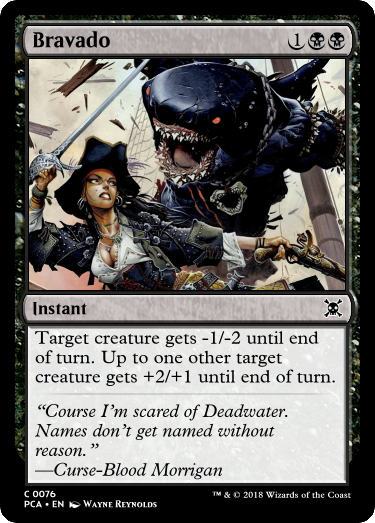 Bravado 1
Instant
Target creature gets -1/-2 until end
of turn. Up to one other target
creature gets +2/+1 until end of turn.
“Course I’m scared of Deadwater.
Names don’t get named without
reason.”
—Curse-Blood Morrigan
C 0076
PCA • EN Wayne Reynolds
™ & © 2018 Wizards of the Coast